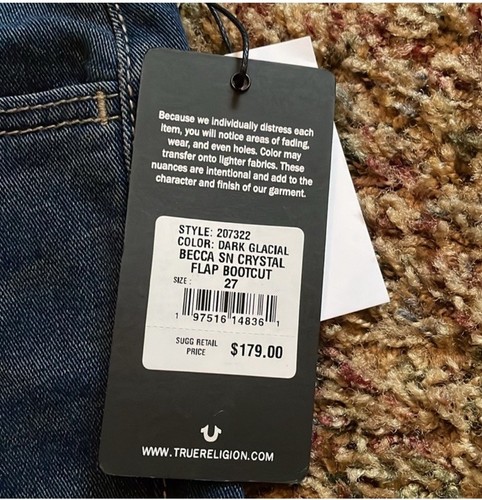 Because we individually distress each
item, you will notice areas of fading,
wear, and even holes. Color may
transfer onto lighter fabrics. These
nuances are intentional and add to the
character and finish of our garment.
STYLE: 207322
COLOR: DARK GLACIAL
BECCA SN CRYSTAL
FLAP BOOTCUT
SIZE: 27
1 97516 14836 1
SUGG RETAIL
PRICE $179.00
WWW.TRUERELIGION.COM